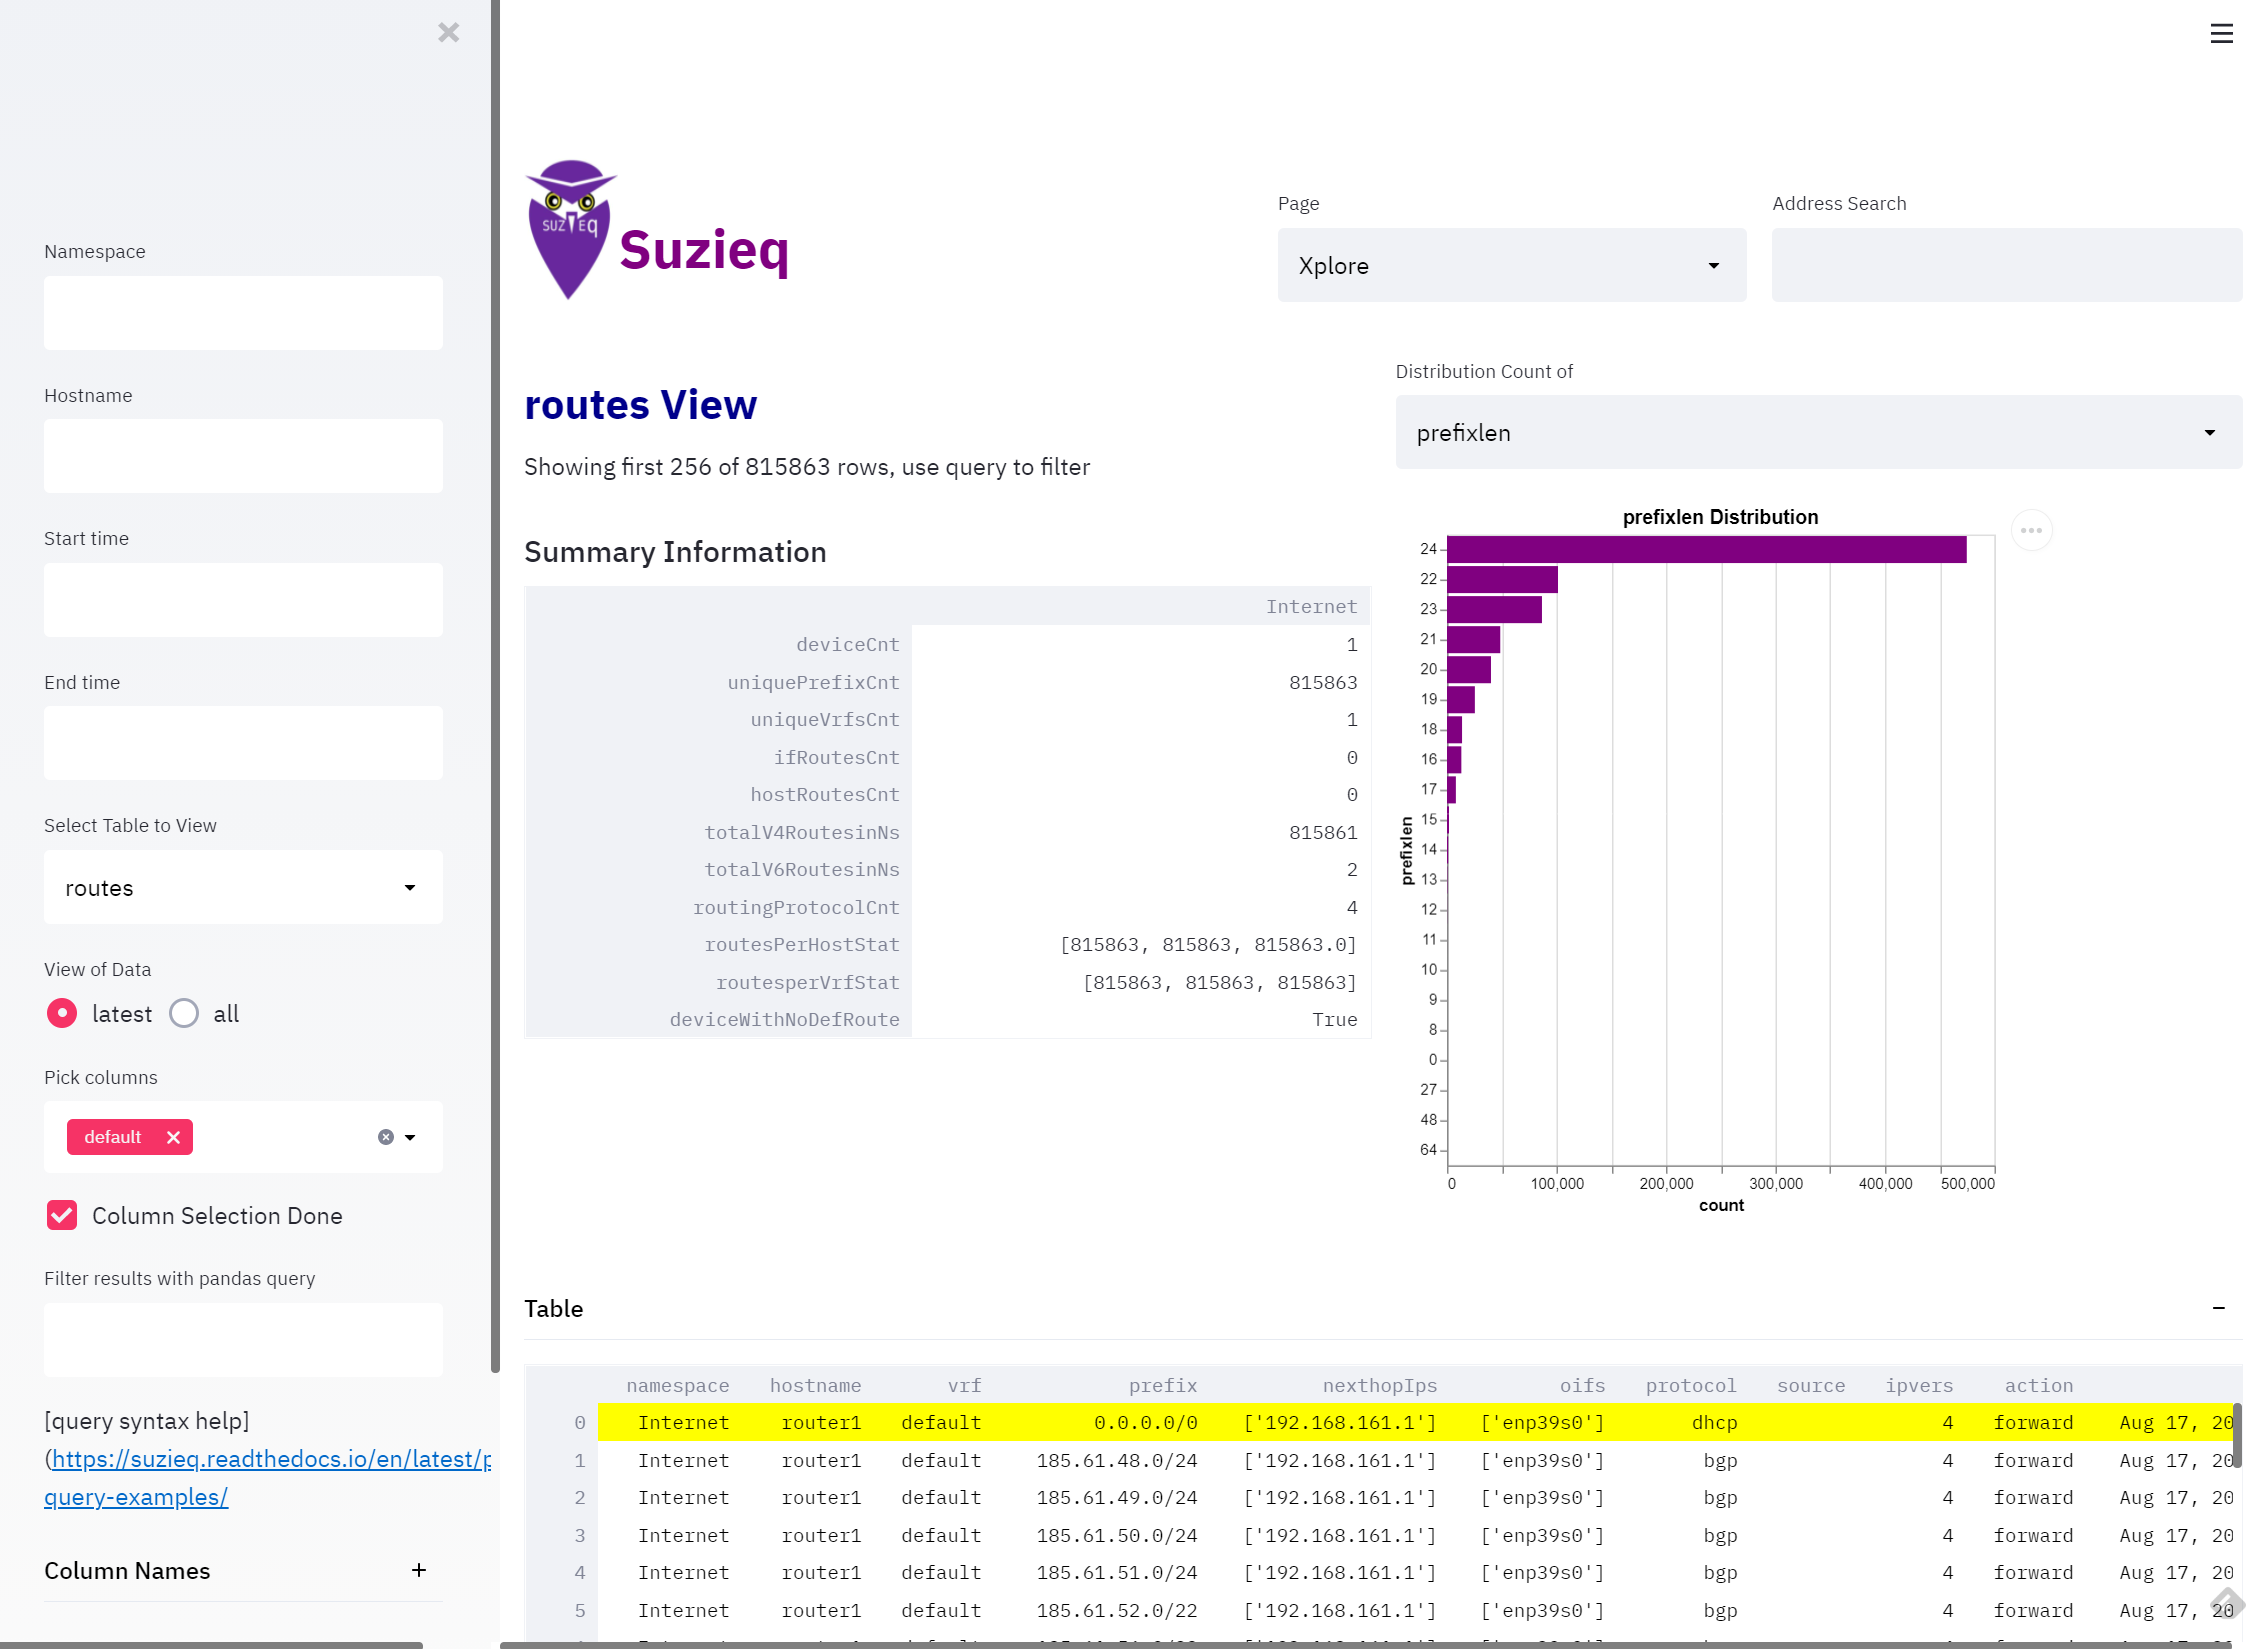 Namespace
Hostname
Start time
End time
Select Table to View
routes
View of Data
latest all
Pick columns
default
Column Selection Done
Filter results with pandas query
[query syntax help]
(https://suzieq.readthedocs.io/en/latest/p
query-examples/
Column Names +
SUZIEQ
Suzieq
Page
Xplore
Address Search
routes View
Showing first 256 of 815863 rows, use query to filter
Distribution Count of
prefixlen
Summary Information
Internet
deviceCnt 1
uniquePrefixCnt 815863
uniqueVrfsCnt 1
ifRoutesCnt 0
hostRoutesCnt 0
totalV4RoutesinNs 815861
totalV6RoutesinNs 2
routingProtocolCnt 4
routesPerHostStat [815863, 815863, 815863.0]
routesperVrfStat [815863, 815863, 815863]
deviceWithNoDefRoute True
prefixlen Distribution
24
22
23
21
20
19
18
16
17
15
14
13
12
11
10
9
8
0
27
48
64
prefixlen
0 100,000 200,000 300,000 400,000 500,000
count
Table
namespace hostname vrf prefix nexthopIps oifs protocol source ipvers action
0 Internet router1 default 0.0.0.0/0 ['192.168.161.1'] ['enp39s0'] dhcp 4 forward Aug 17, 20
1 Internet router1 default 185.61.48.0/24 ['192.168.161.1'] ['enp39s0'] bgp 4 forward Aug 17, 20
2 Internet router1 default 185.61.49.0/24 ['192.168.161.1'] ['enp39s0'] bgp 4 forward Aug 17, 20
3 Internet router1 default 185.61.50.0/24 ['192.168.161.1'] ['enp39s0'] bgp 4 forward Aug 17, 20
4 Internet router1 default 185.61.51.0/24 ['192.168.161.1'] ['enp39s0'] bgp 4 forward Aug 17, 20
5 Internet router1 default 185.61.52.0/22 ['192.168.161.1'] ['enp39s0'] bgp 4 forward Aug 17, 20